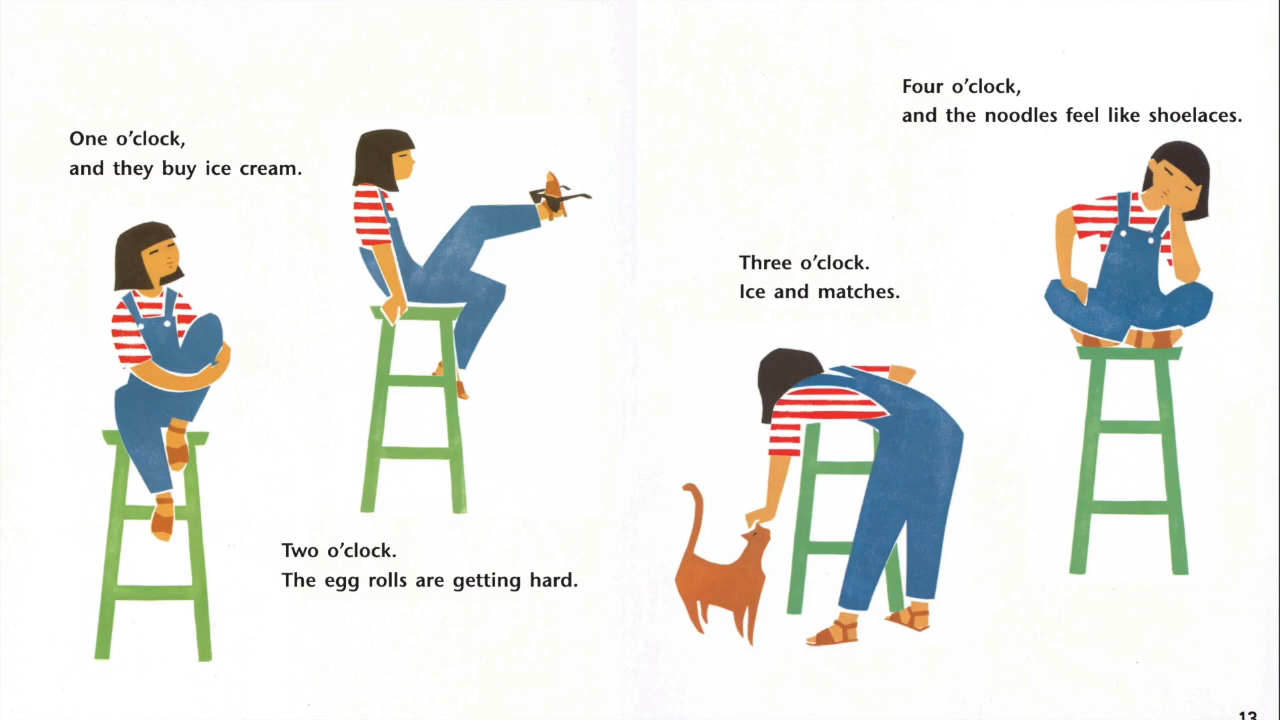 One o’clock,
and they buy ice cream.
Two o’clock.
The egg rolls are getting hard.
Three o’clock.
Ice and matches.
Four o’clock,
and the noodles feel like shoelaces.
13